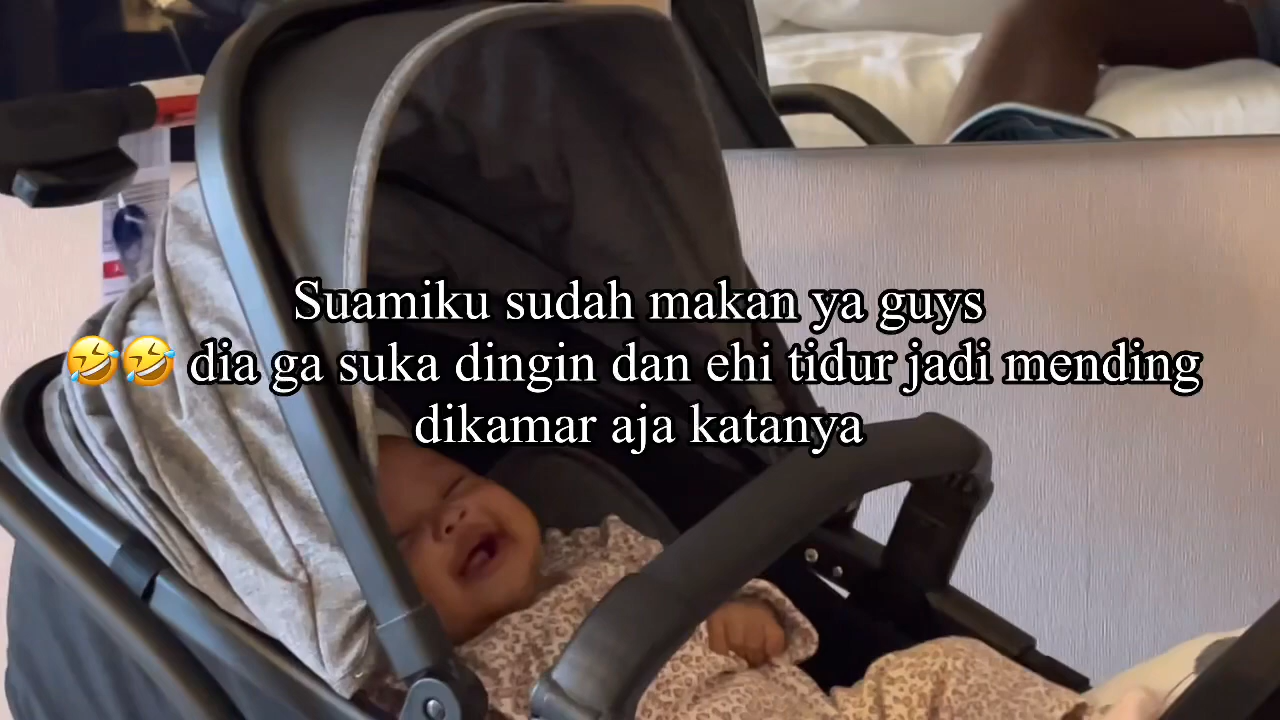 Suamiku sudah makan ya guys
🤣🤣 dia ga suka dingin dan ehi tidur jadi mending
dikamar aja katanya